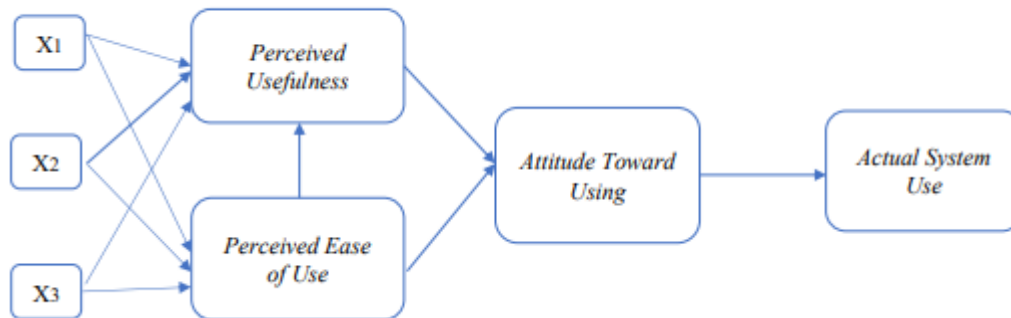 X1
X2
X3
Perceived
Usefulness
Perceived Ease
of Use
Attitude Toward
Using
Actual System
Use